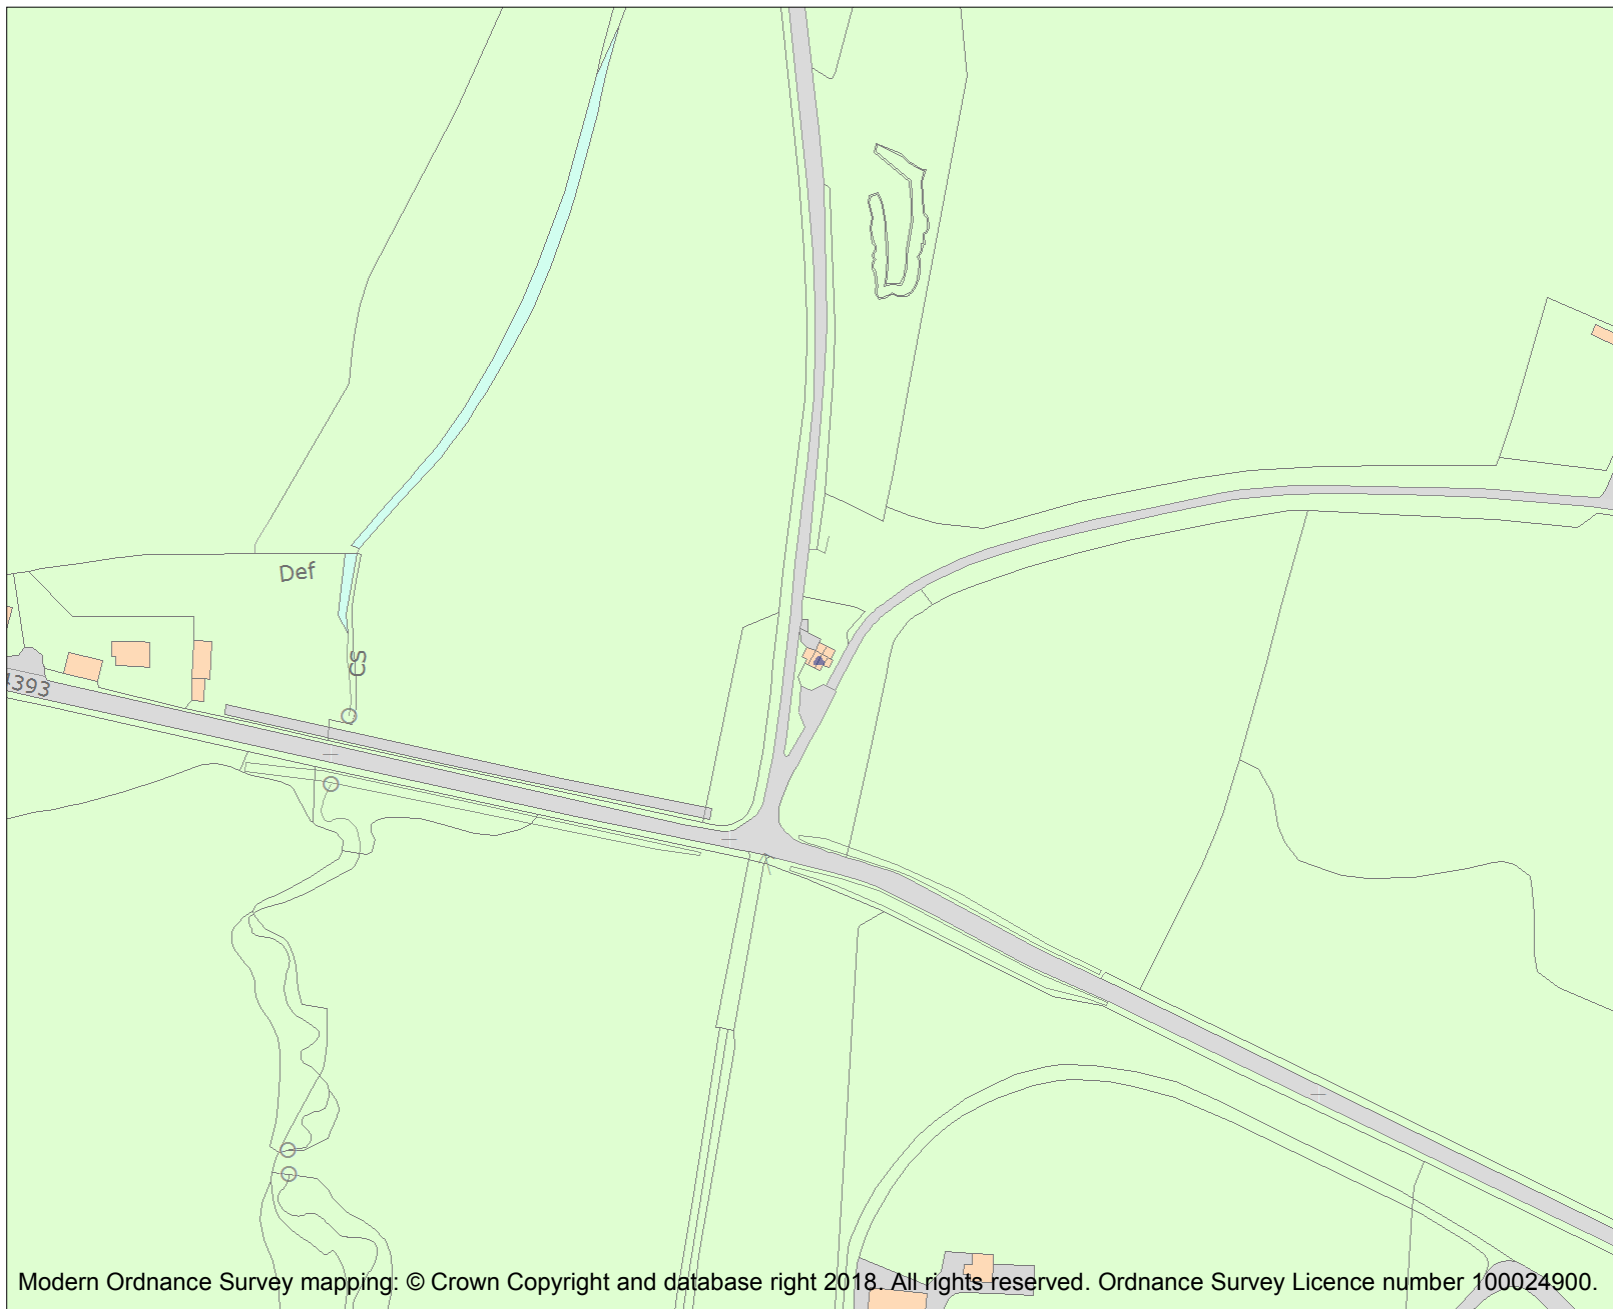 Def
CS
4393
Modern Ordnance Survey mapping: © Crown Copyright and database right 2018. All rights reserved. Ordnance Survey Licence number 100024900.